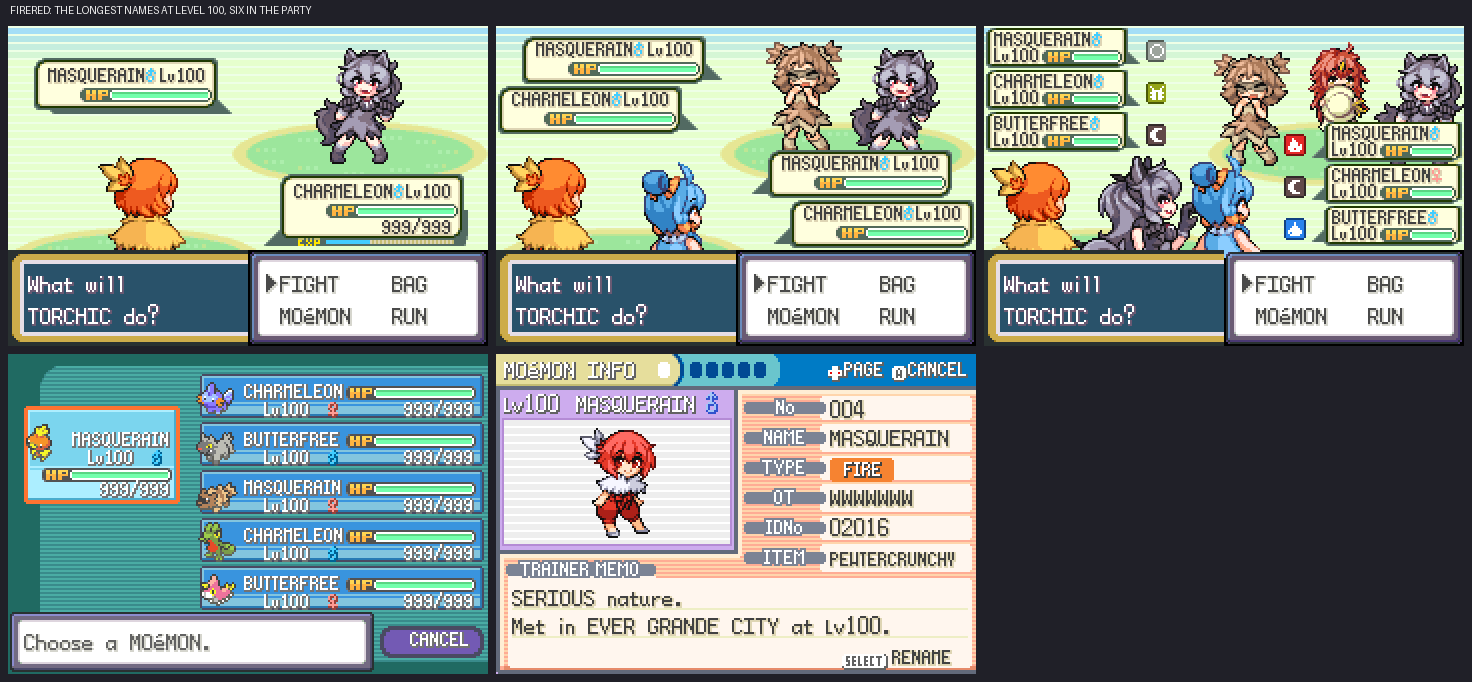 FIRERED: THE LONGEST NAMES AT LEVEL 100, SIX IN THE PARTY
MASQUERAIN♂Lv100
HP
CHARMELEON♂Lv100
HP
999/999
EXP
What will
TORCHIC do?
▶FIGHT BAG
MOéMON RUN
MASQUERAIN♂Lv100
HP
CHARMELEON♂Lv100
HP
MASQUERAIN♂Lv100
HP
CHARMELEON♂Lv100
HP
What will
TORCHIC do?
▶FIGHT BAG
MOéMON RUN
MASQUERAIN♂
Lv100 HP
CHARMELEON♂
Lv100 HP
BUTTERFREE♂
Lv100 HP
MASQUERAIN♂
Lv100 HP
CHARMELEON♀
Lv100 HP
BUTTERFREE♂
Lv100 HP
What will
TORCHIC do?
▶FIGHT BAG
MOéMON RUN
MASQUERAIN
Lv100 ♂
HP
999/999
CHARMELEON HP
Lv100 ♀ 999/999
BUTTERFREE HP
Lv100 ♂ 999/999
MASQUERAIN HP
Lv100 ♀ 999/999
CHARMELEON HP
Lv100 ♂ 999/999
BUTTERFREE HP
Lv100 ♀ 999/999
Choose a MOéMON.
CANCEL
MOéMON INFO
PAGE
CANCEL
Lv100 MASQUERAIN ♂
No 004
NAME MASQUERAIN
TYPE FIRE
OT WWWWWWW
IDNo 02016
ITEM PEWTERCRUNCHY
TRAINER MEMO
SERIOUS nature.
Met in EVER GRANDE CITY at Lv100.
SELECT RENAME